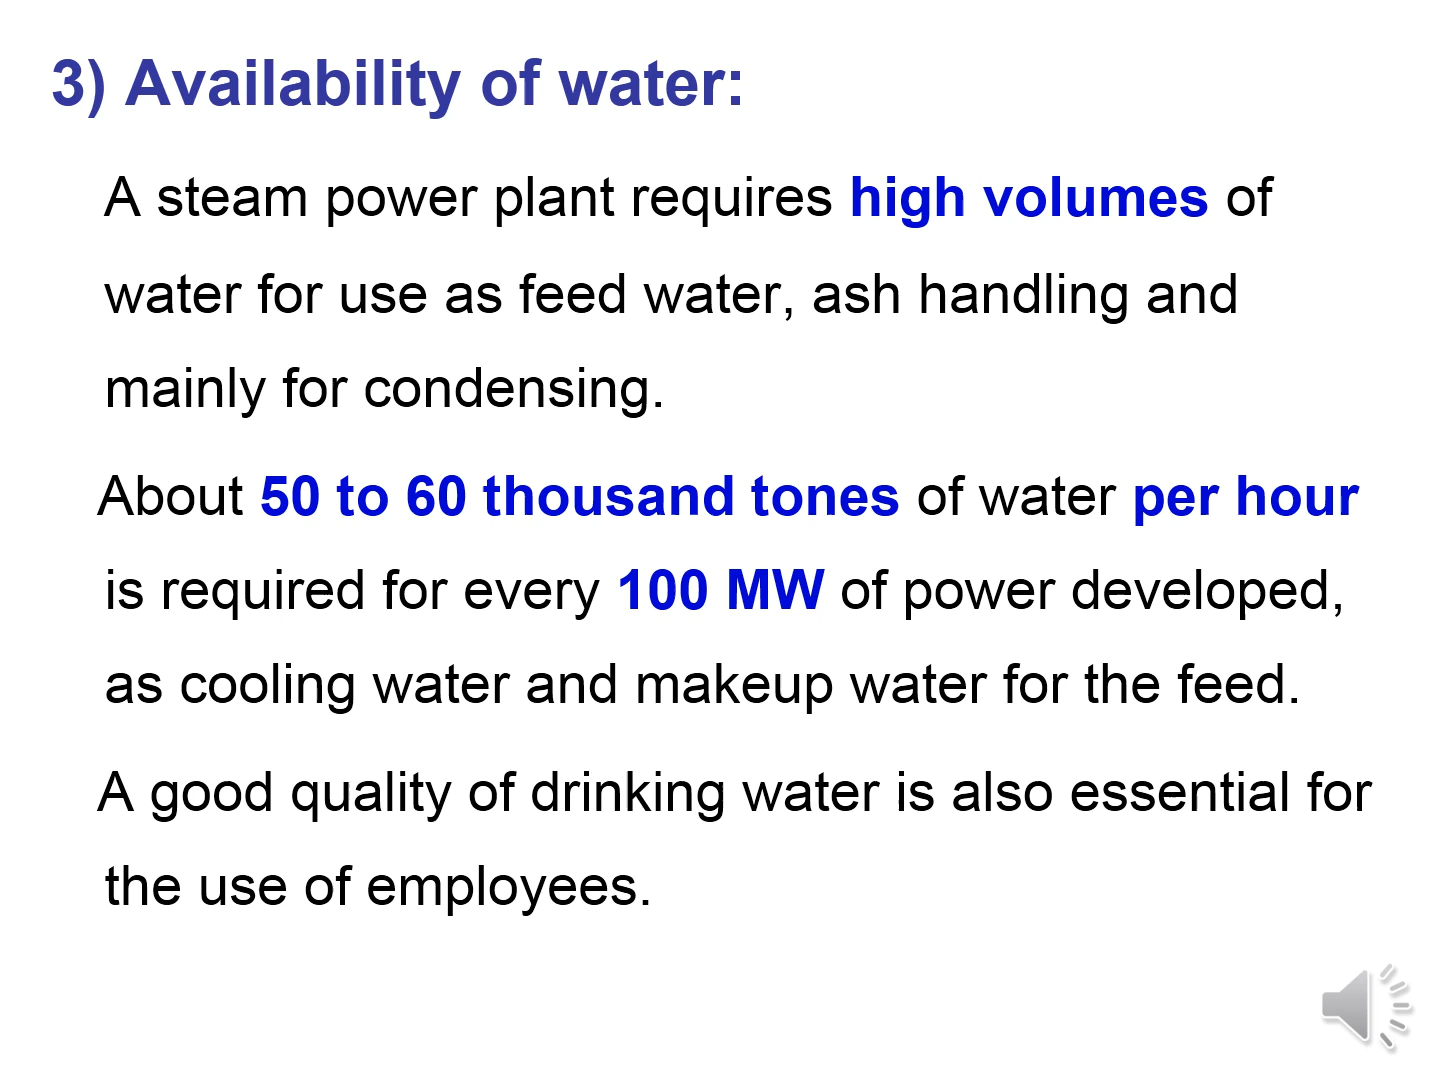 3) Availability of water:
A steam power plant requires high volumes of
water for use as feed water, ash handling and
mainly for condensing.
About 50 to 60 thousand tones of water per hour
is required for every 100 MW of power developed,
as cooling water and makeup water for the feed.
A good quality of drinking water is also essential for
the use of employees.